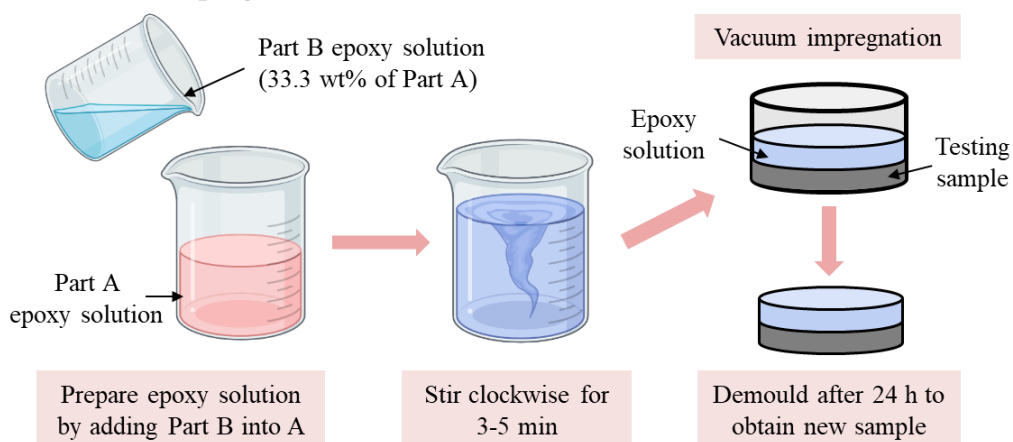 Part B epoxy solution
(33.3 wt% of Part A)
Vacuum impregnation
Epoxy
solution
Testing
sample
Part A
epoxy solution
Prepare epoxy solution
by adding Part B into A
Stir clockwise for
3-5 min
Demould after 24 h to
obtain new sample